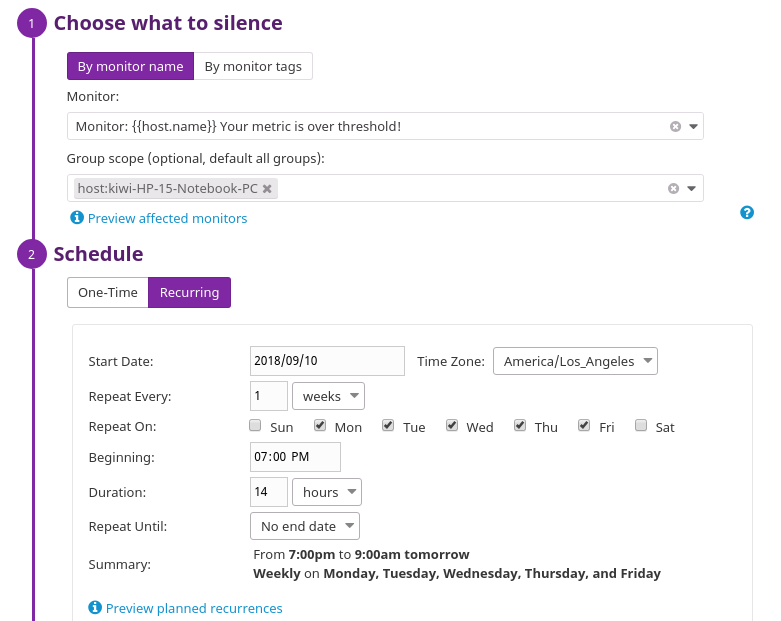 1 Choose what to silence
By monitor name By monitor tags
Monitor:
Monitor: {{host.name}} Your metric is over threshold!
Group scope (optional, default all groups):
host:kiwi-HP-15-Notebook-PC
Preview affected monitors
2 Schedule
One-Time Recurring
Start Date: 2018/09/10 Time Zone: America/Los_Angeles
Repeat Every: 1 weeks
Repeat On: Sun Mon Tue Wed Thu Fri Sat
Beginning: 07:00 PM
Duration: 14 hours
Repeat Until: No end date
Summary: From 7:00pm to 9:00am tomorrow
Weekly on Monday, Tuesday, Wednesday, Thursday, and Friday
Preview planned recurrences